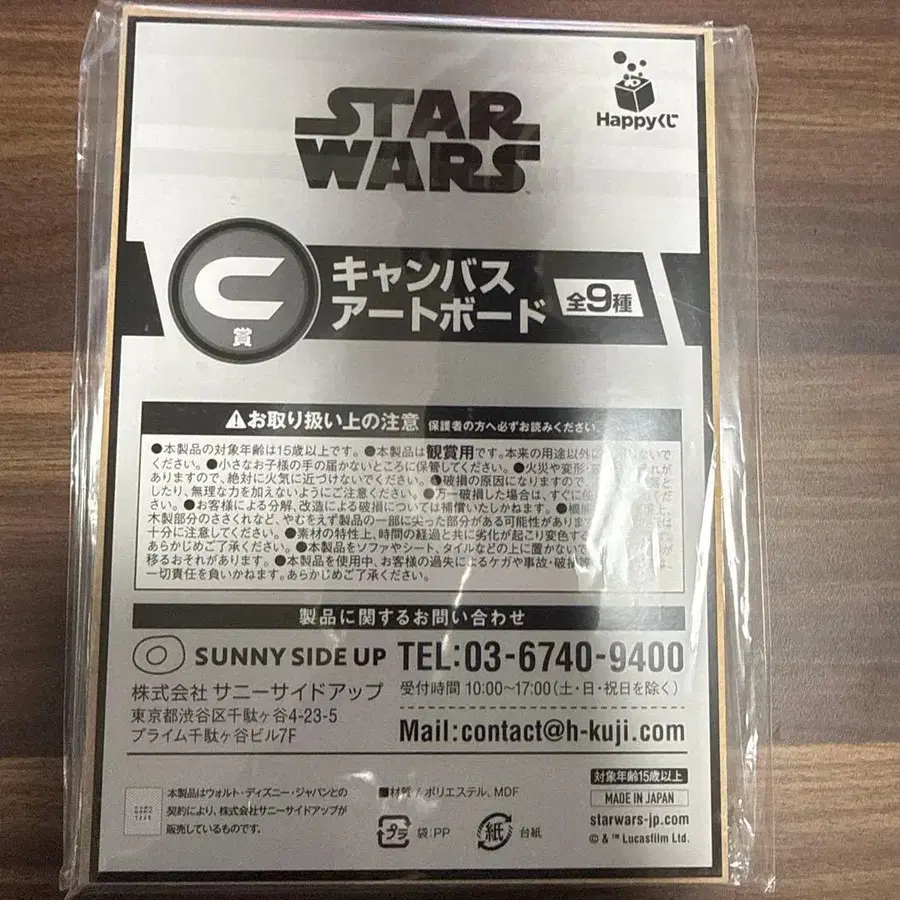 STAR
WARS
Happyくじ
C賞
キャンバス
アートボード
全9種
お取り扱い上の注意 保護者の方へ必ずお読みください
●本製品の対象年齢は15歳以上です。●本製品は観賞用です。本来の用途以外に
ください。●小さなお子様の手の届かないところに保管してください。●火災や変形・
ありますので、絶対に火気に近づけないでください。●破損の原因になりますので、
したり、無理な力を加えないようにご注意ください。●万一破損した場合は、すぐに
さい。●お客様による分解、改造による破損については補償いたしかねます。
木製部分のささくれなど、やむをえず製品の一部に尖った部分がある可能性があります
十分に注意してください。●素材の特性上、時間の経過と共に劣化が起こり変色する
あらかじめご了承ください。●本製品をソファやシート、タイルなどの上に置かないで
移るおそれがあります。●本製品を使用中、お客様の過失によるケガや事故・破損
一切責任を負いかねます。あらかじめご了承ください。
製品に関するお問い合わせ
SUNNY SIDE UP
株式会社 サニーサイドアップ
東京都渋谷区千駄ヶ谷4-23-5
プライム千駄ヶ谷ビル7F
TEL:03-6740-9400
受付時間 10:00〜17:00(土・日・祝日を除く)
Mail:contact@h-kuji.com
本製品はウォルト・ディズニー・ジャパンとの
契約により、株式会社サニーサイドアップが
販売しているものです。
■材質 / ポリエステル、MDF
プラ 袋:PP
紙 台紙
対象年齢15歳以上
MADE IN JAPAN
starwars-jp.com
© & ™ Lucasfilm Ltd.